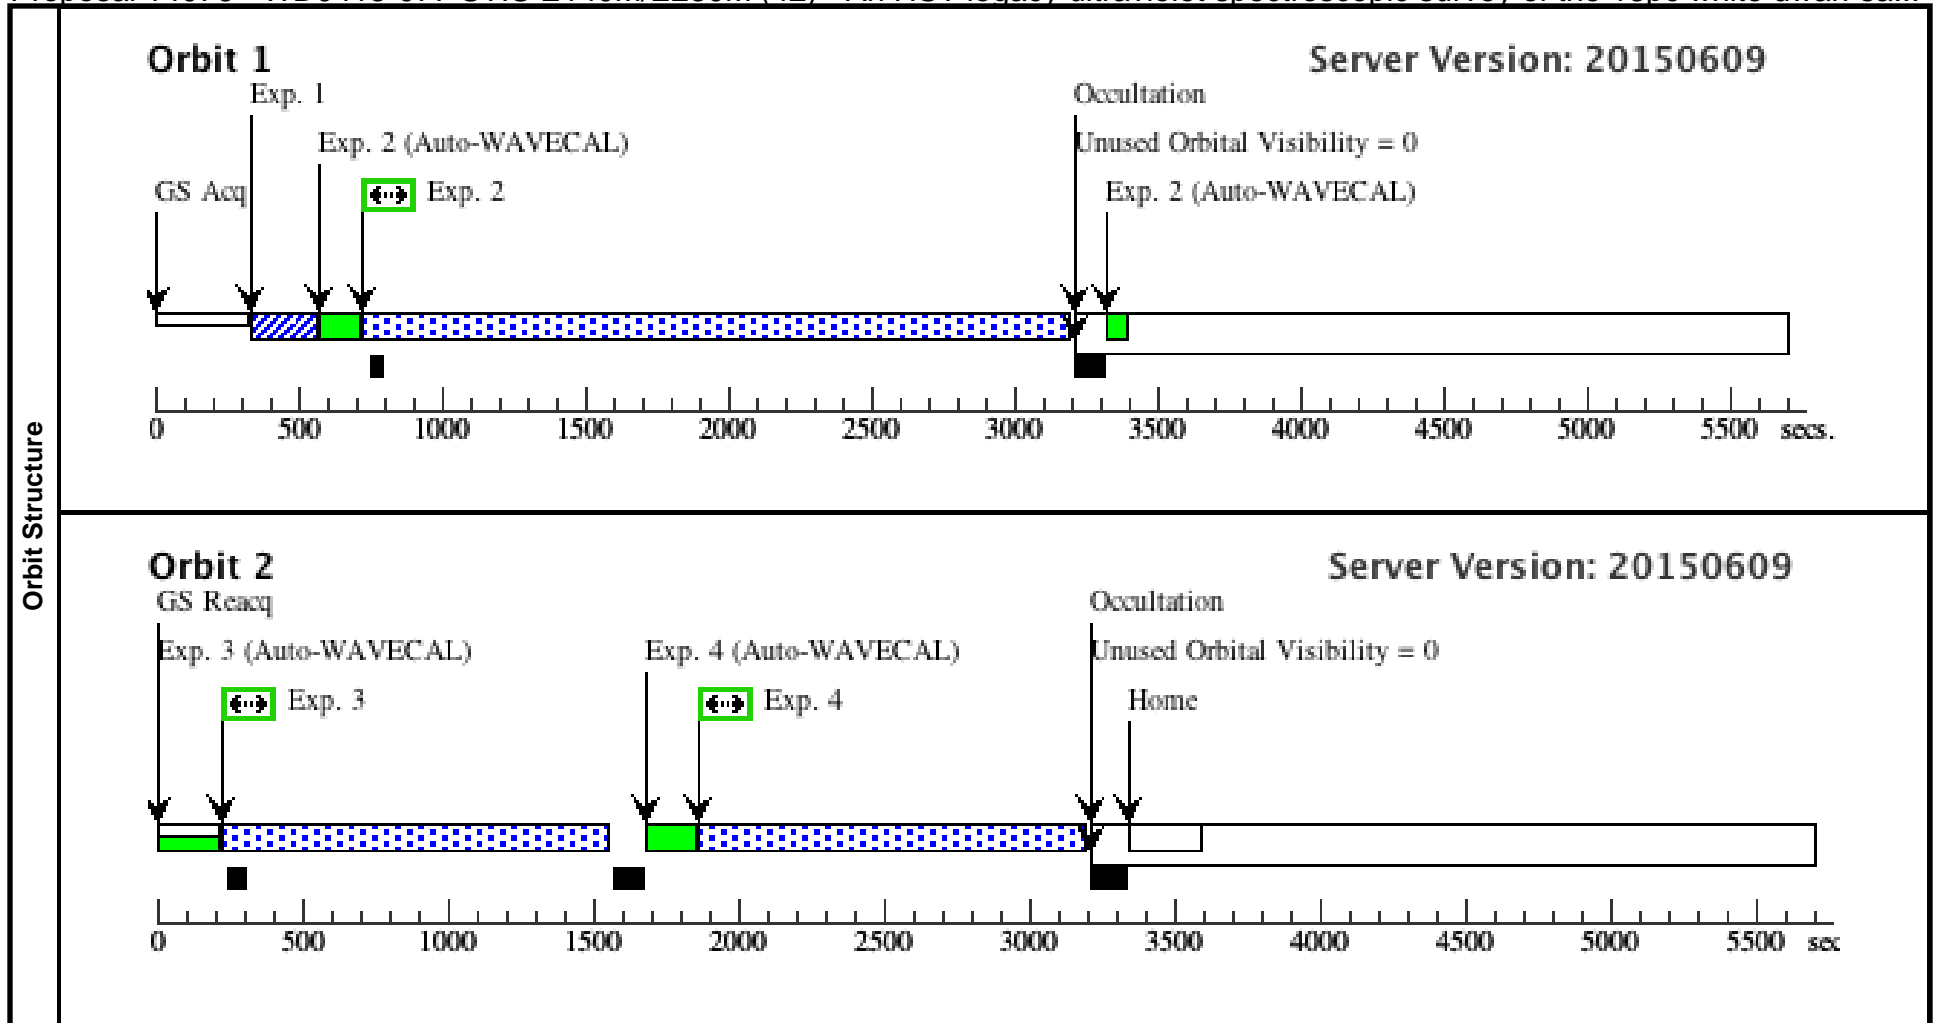 Orbit Structure
Orbit 1
Server Version: 20150609
Exp. 1
Occultation
Exp. 2 (Auto-WAVECAL)
Unused Orbital Visibility = 0
GS Acq
Exp. 2
Exp. 2 (Auto-WAVECAL)
0 500 1000 1500 2000 2500 3000 3500 4000 4500 5000 5500 secs.
Orbit 2
Server Version: 20150609
GS Reacq
Occultation
Exp. 3 (Auto-WAVECAL)
Exp. 4 (Auto-WAVECAL)
Unused Orbital Visibility = 0
Exp. 3
Exp. 4
Home
0 500 1000 1500 2000 2500 3000 3500 4000 4500 5000 5500 sec